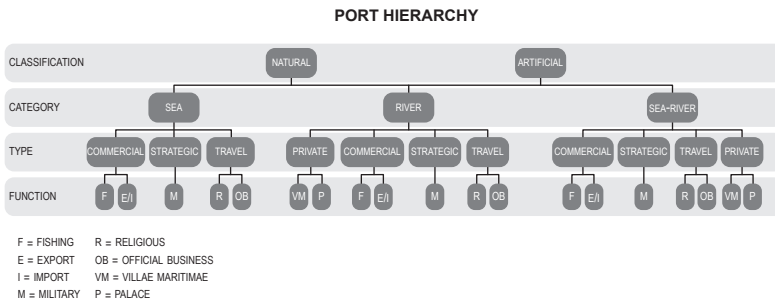 PORT HIERARCHY
CLASSIFICATION NATURAL ARTIFICIAL
CATEGORY SEA RIVER SEA-RIVER
TYPE COMMERCIAL STRATEGIC TRAVEL PRIVATE COMMERCIAL STRATEGIC TRAVEL COMMERCIAL STRATEGIC TRAVEL PRIVATE
FUNCTION F E/I M R OB VM P F E/I M R OB F E/I M R OB VM P
F = FISHING R = RELIGIOUS
E = EXPORT OB = OFFICIAL BUSINESS
I = IMPORT VM = VILLAE MARITIMAE
M = MILITARY P = PALACE